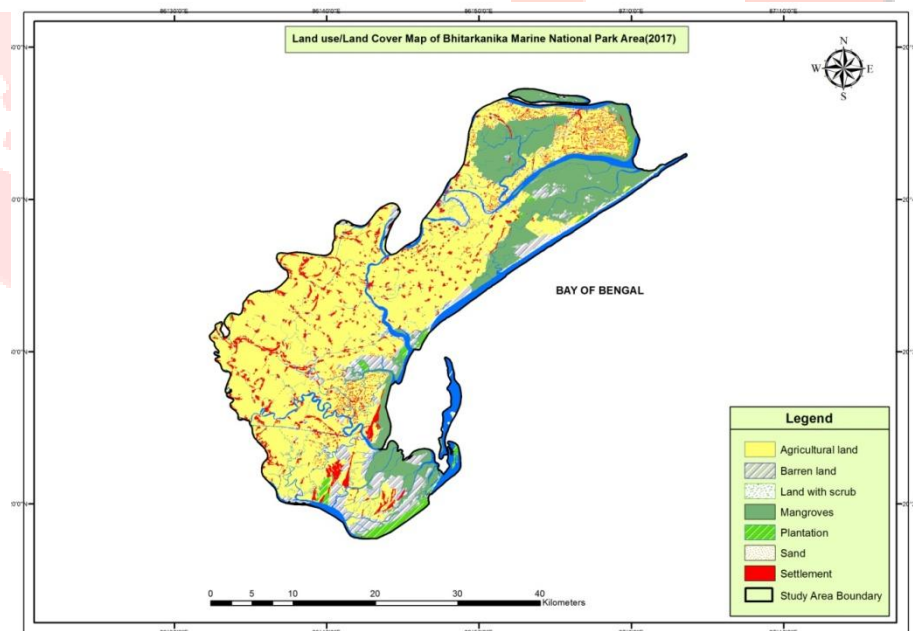 Land use/Land Cover Map of Bhitarkanika Marine National Park Area(2017)
N
W E
S
BAY OF BENGAL
Legend
Agricultural land
Barren land
Land with scrub
Mangroves
Plantation
Sand
Settlement
Study Area Boundary
0 5 10 20 30 40
Kilometers